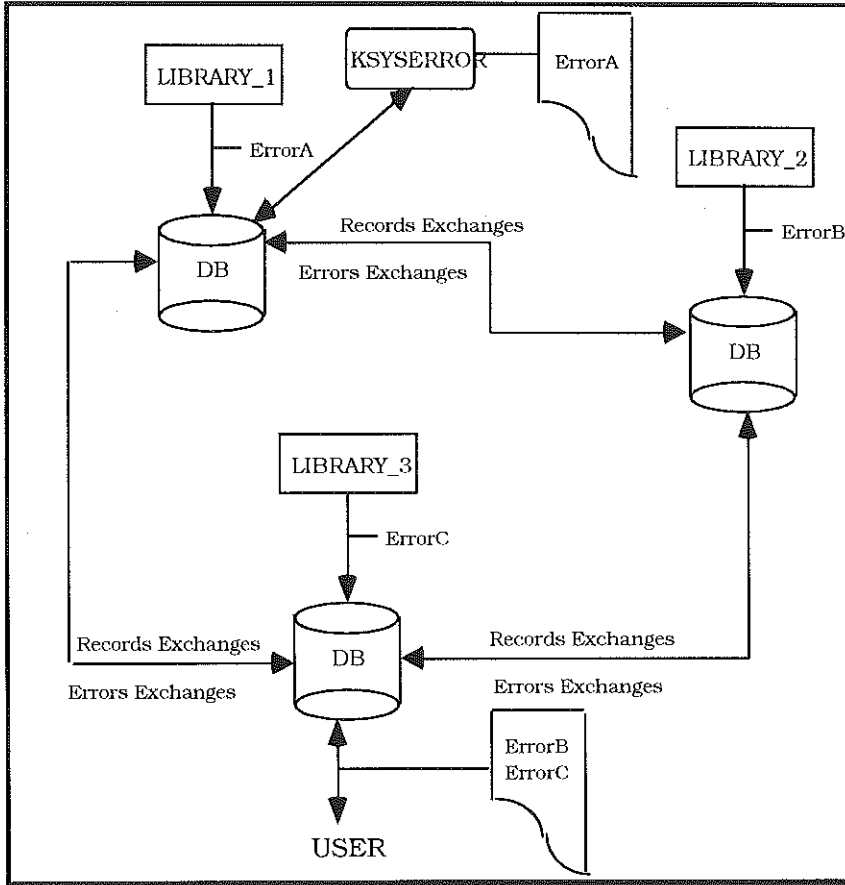 LIBRARY_1
KSYSERROR
ErrorA
ErrorA
LIBRARY_2
Records Exchanges
ErrorB
DB
Errors Exchanges
DB
LIBRARY_3
ErrorC
Records Exchanges
DB
Records Exchanges
Errors Exchanges
Errors Exchanges
ErrorB
ErrorC
USER